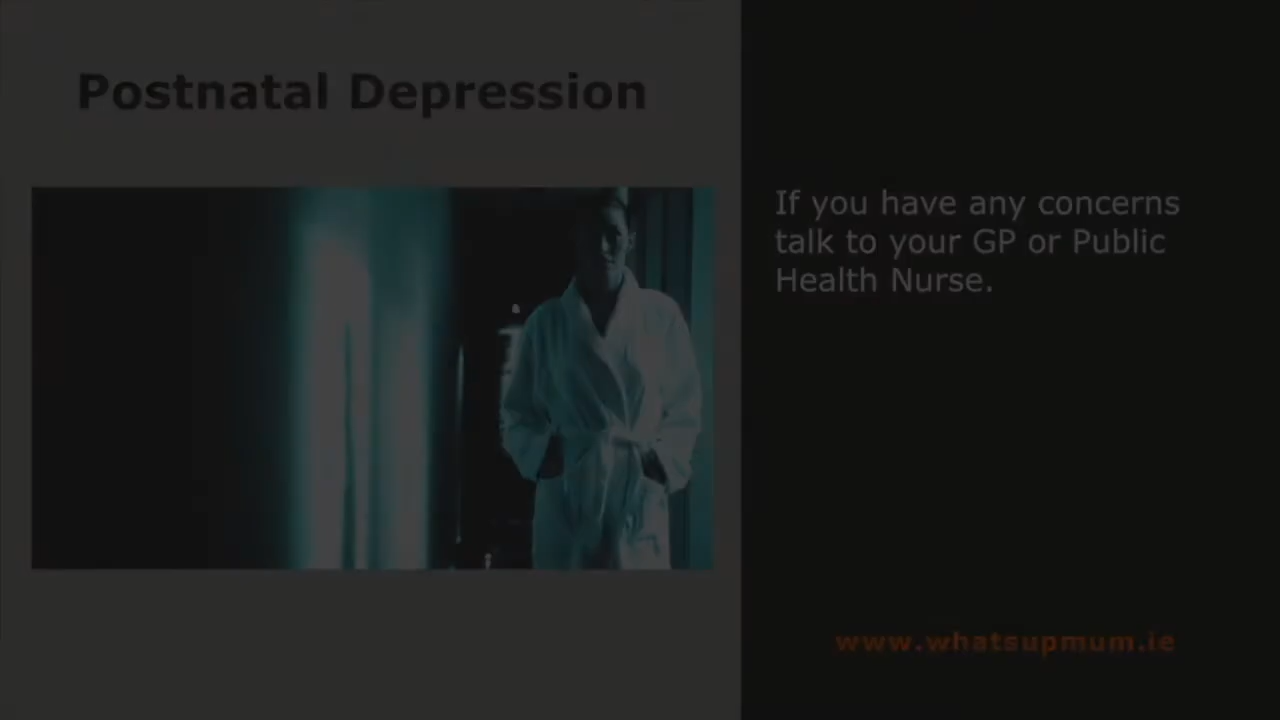 Postnatal Depression
If you have any concerns
talk to your GP or Public
Health Nurse.
www.whatsupmum.ie